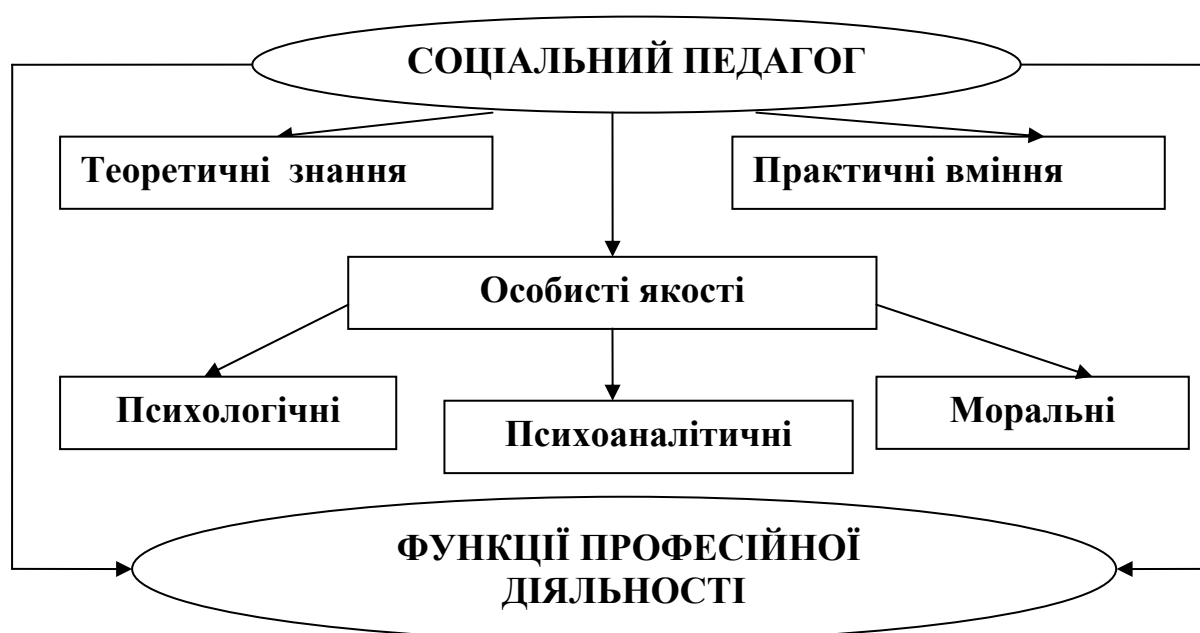 СОЦІАЛЬНИЙ ПЕДАГОГ
Теоретичні знання
Практичні вміння
Особисті якості
Психологічні
Психоаналітичні
Моральні
ФУНКЦІЇ ПРОФЕСІЙНОЇ
ДІЯЛЬНОСТІ